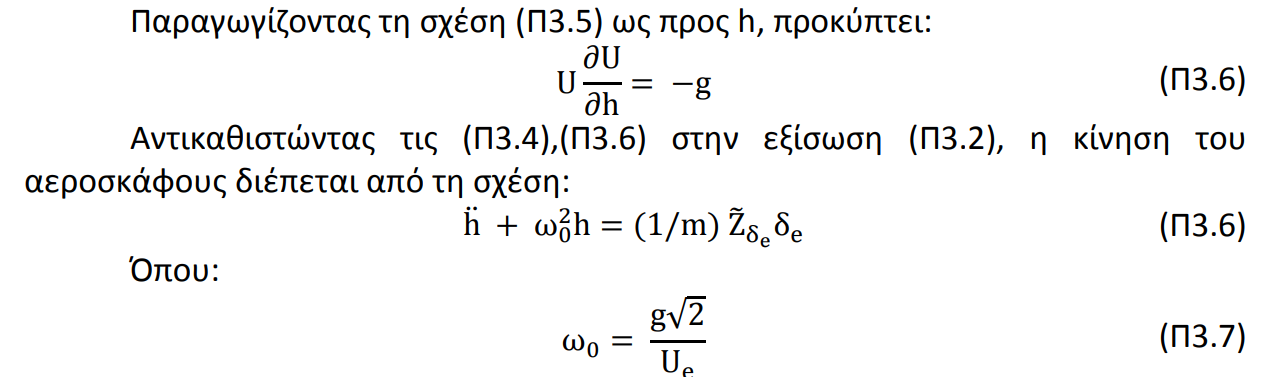 Παραγωγίζοντας τη σχέση (Π3.5) ως προς h, προκύπτει:
U ∂U/∂h = −g (Π3.6)
Αντικαθιστώντας τις (Π3.4),(Π3.6) στην εξίσωση (Π3.2), η κίνηση του
αεροσκάφους διέπεται από τη σχέση:
ḧ + ω₀²h = (1/m) Z̃_δₑ δₑ (Π3.6)
Όπου:
ω₀ = g√2/Uₑ (Π3.7)